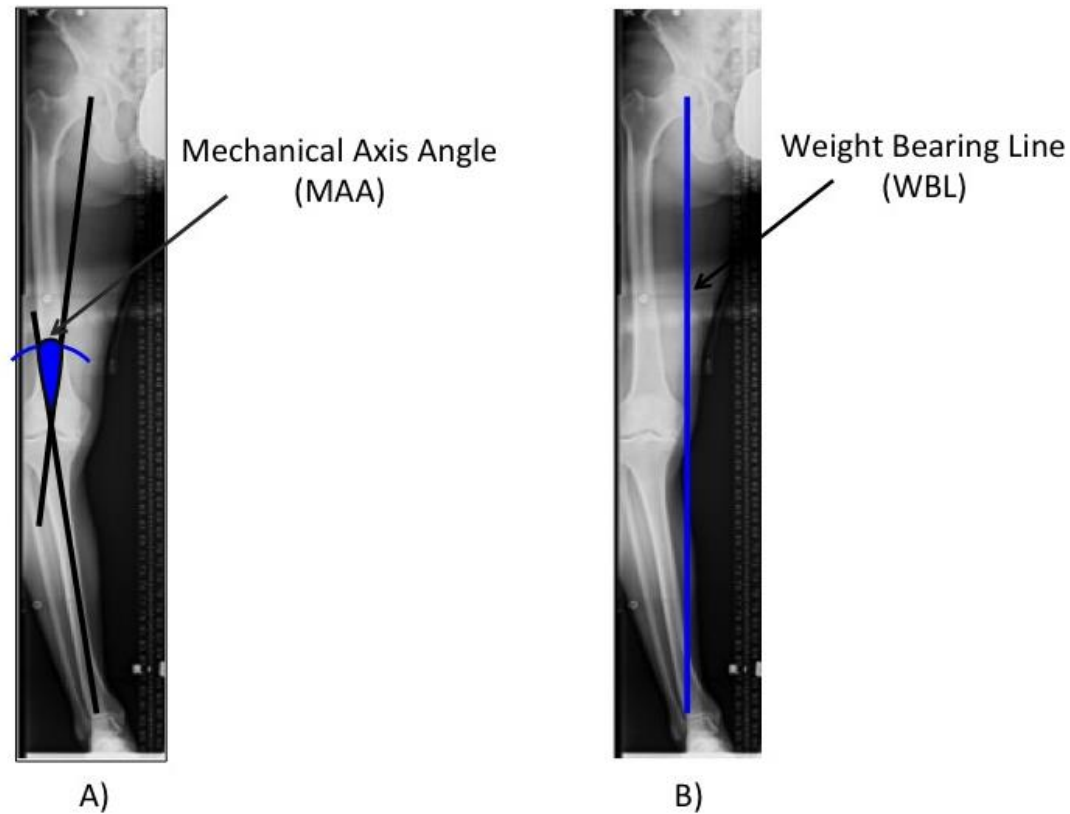 Mechanical Axis Angle
(MAA)
Weight Bearing Line
(WBL)
A)
B)